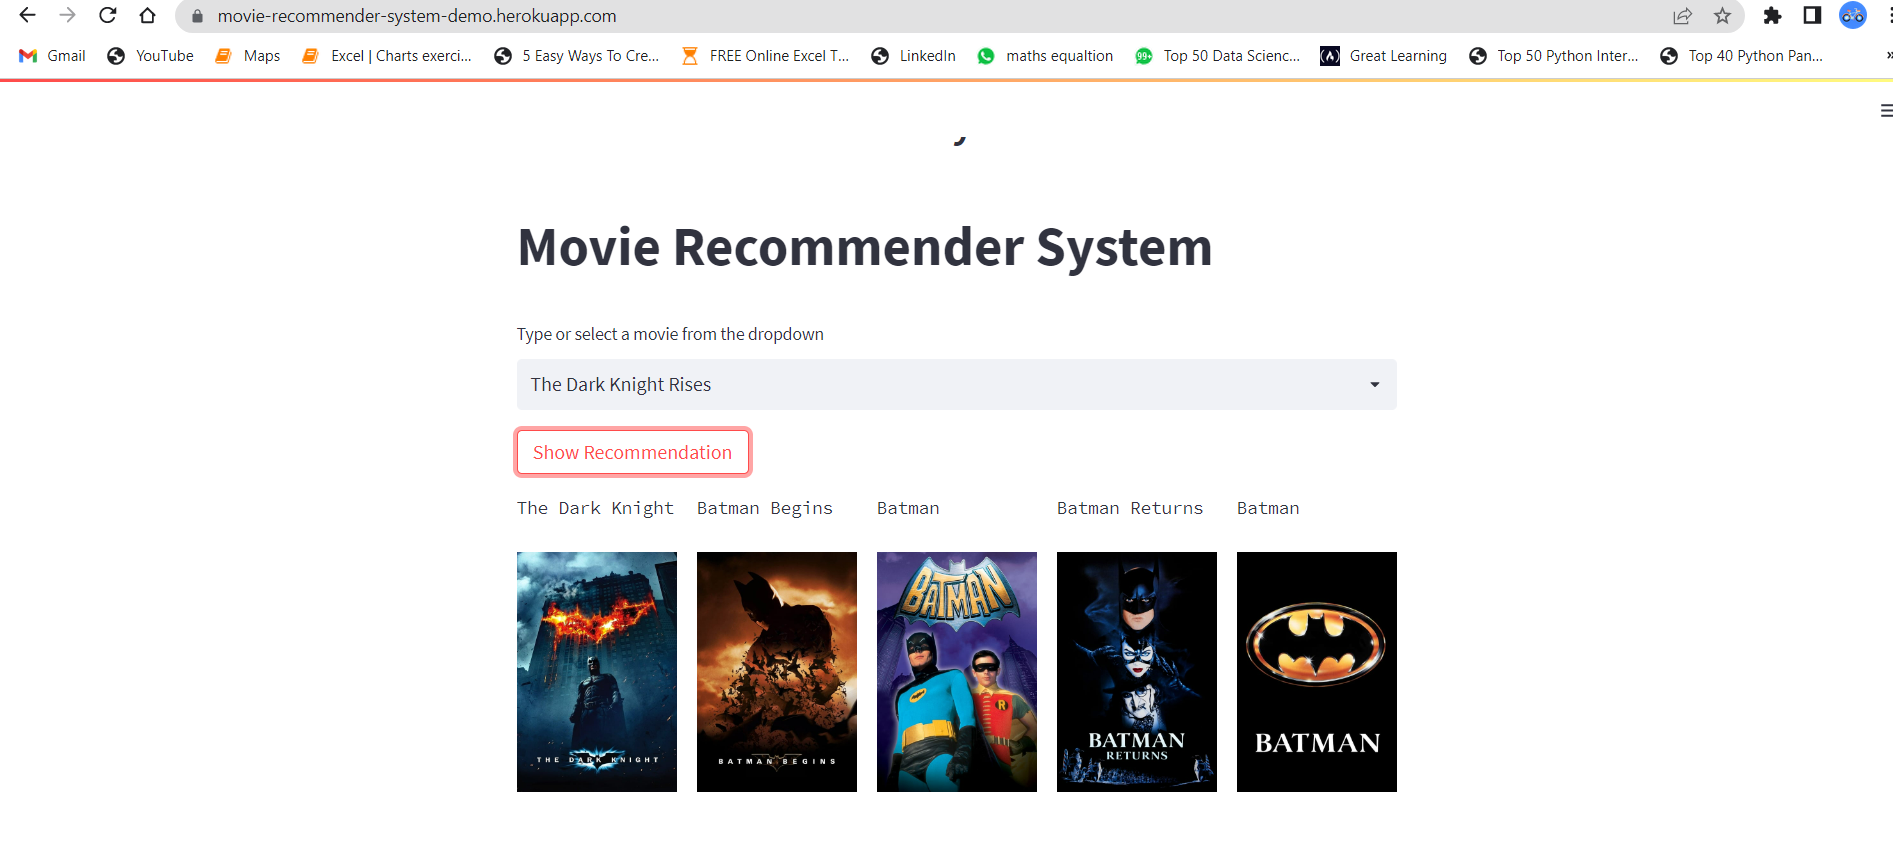 movie-recommender-system-demo.herokuapp.com
Gmail YouTube Maps Excel | Charts exerci... 5 Easy Ways To Cre... FREE Online Excel T... LinkedIn maths equaltion 99+ Top 50 Data Scienc... Great Learning Top 50 Python Inter... Top 40 Python Pan... »
Movie Recommender System
Type or select a movie from the dropdown
The Dark Knight Rises
Show Recommendation
The Dark Knight Batman Begins Batman Batman Returns Batman
THE DARK KNIGHT
BATMAN BEGINS
BATMAN
R
BATMAN
RETURNS
BATMAN